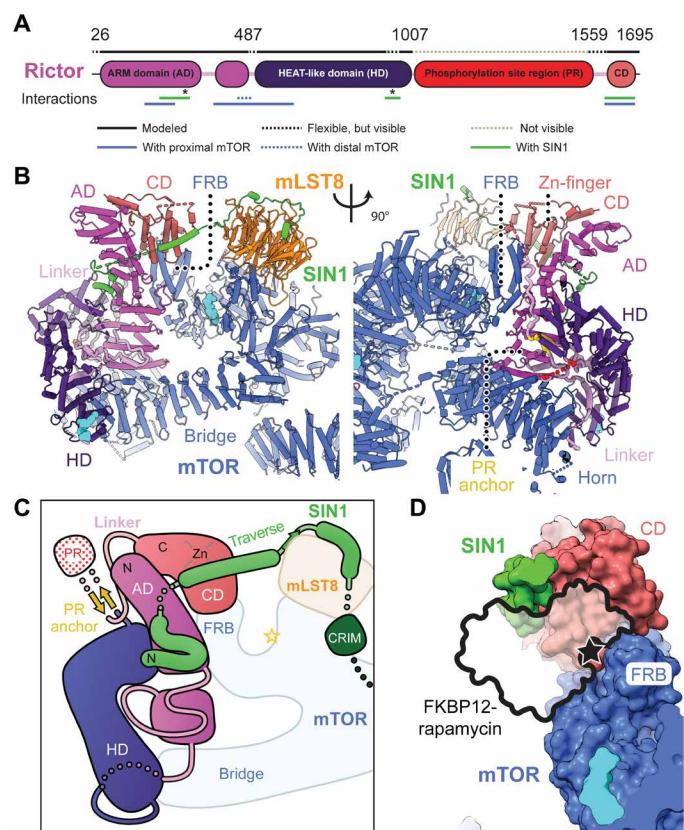 A
26 487 1007 1559 1695
Rictor
ARM domain (AD) HEAT-like domain (HD) Phosphorylation site region (PR) CD
* *
Interactions
Modeled Flexible, but visible Not visible
With proximal mTOR With distal mTOR With SIN1
B
AD CD FRB mLST8
90°
SIN1 FRB Zn-finger
CD
Linker
SIN1
AD
HD
HD
Bridge
mTOR
PR
anchor
Linker
Horn
C
Linker
SIN1
PR
N
C
Zn
Traverse
AD
CD
mLST8
PR
anchor
FRB
CRIM
N
mTOR
HD
Bridge
D
SIN1
CD
FRB
FKBP12-
rapamycin
mTOR